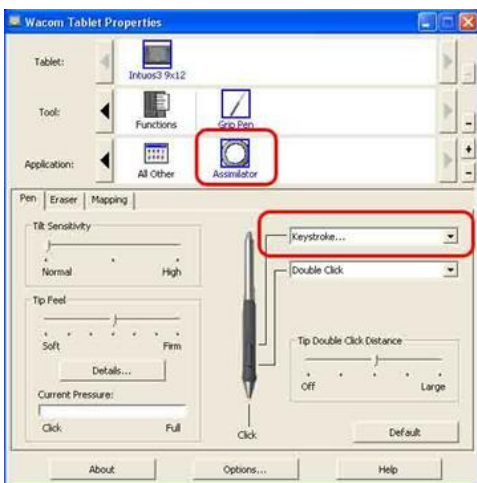 Wacom Tablet Properties
Tablet:
Intuos3 9x12
Tool:
Functions
Grip Pen
Application:
All Other
Assimilator
+
-
Pen
Eraser
Mapping
Tilt Sensitivity
Normal
High
Keystroke...
Double Click
Tip Feel
Soft
Firm
Details...
Current Pressure:
Click
Full
Click
Tip Double Click Distance
Off
Large
Default
About
Options...
Help